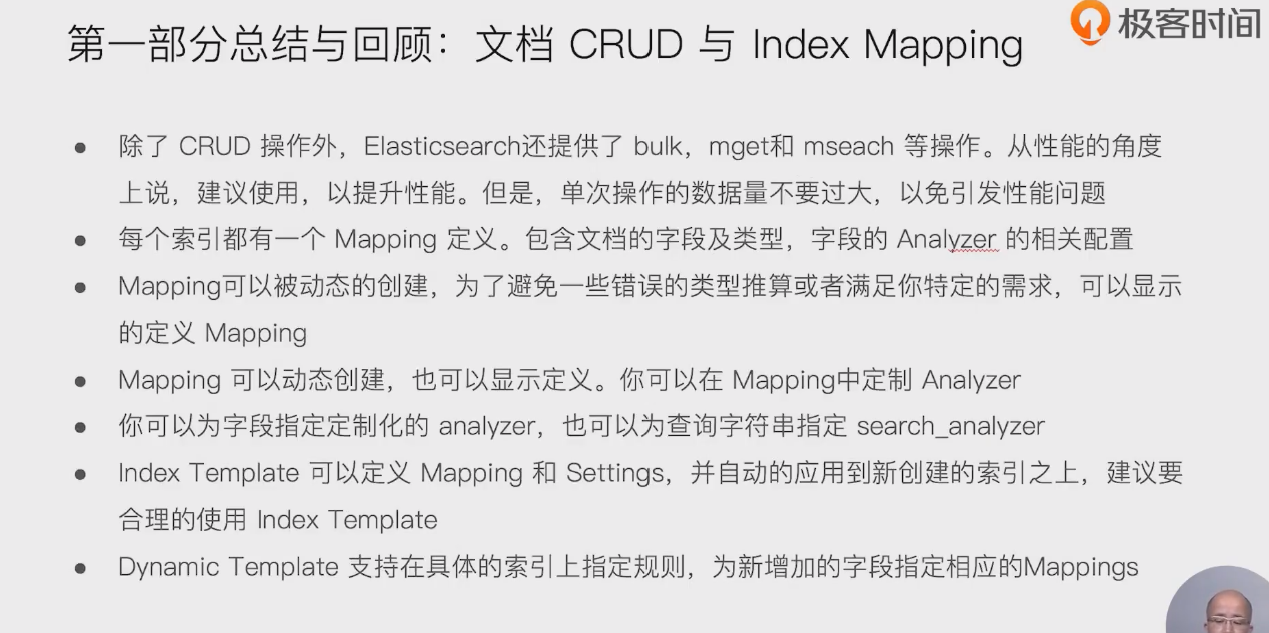 第一部分总结与回顾：文档 CRUD 与 Index Mapping
极客时间
● 除了 CRUD 操作外，Elasticsearch还提供了 bulk，mget和 mseach 等操作。从性能的角度
上说，建议使用，以提升性能。但是，单次操作的数据量不要过大，以免引发性能问题
● 每个索引都有一个 Mapping 定义。包含文档的字段及类型，字段的 Analyzer 的相关配置
● Mapping可以被动态的创建，为了避免一些错误的类型推算或者满足你特定的需求，可以显示
的定义 Mapping
● Mapping 可以动态创建，也可以显示定义。你可以在 Mapping中定制 Analyzer
● 你可以为字段指定定制化的 analyzer，也可以为查询字符串指定 search_analyzer
● Index Template 可以定义 Mapping 和 Settings，并自动的应用到新创建的索引之上，建议要
合理的使用 Index Template
● Dynamic Template 支持在具体的索引上指定规则，为新增加的字段指定相应的Mappings